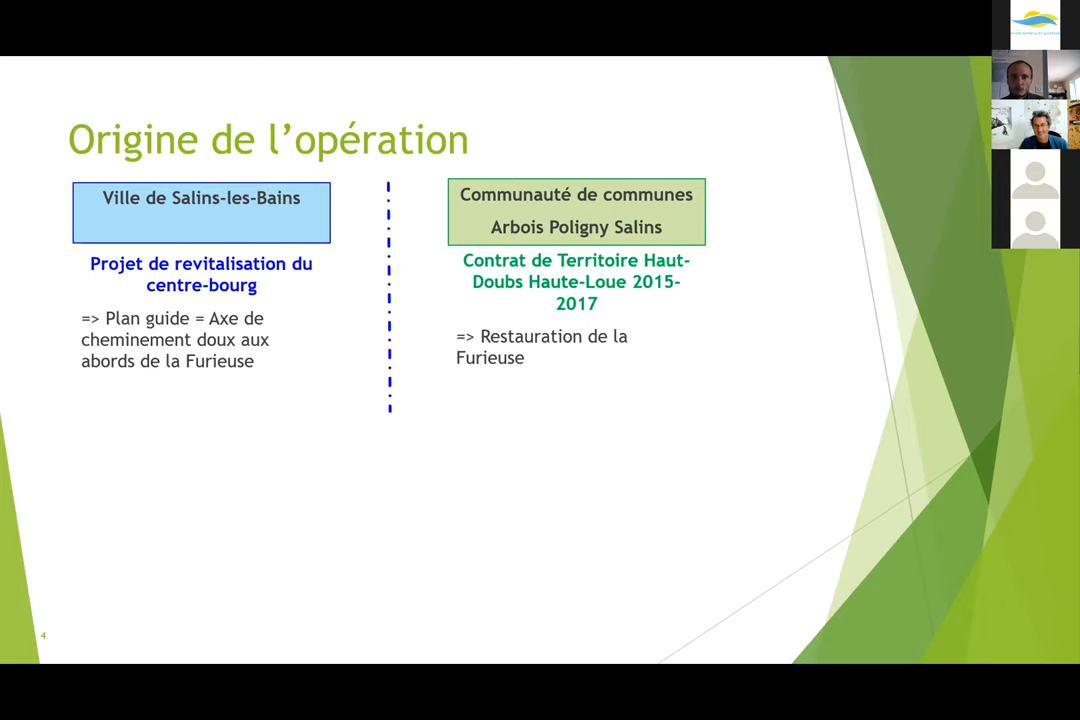 Origine de l’opération
Ville de Salins-les-Bains
Projet de revitalisation du
centre-bourg
=> Plan guide = Axe de
cheminement doux aux
abords de la Furieuse
Communauté de communes
Arbois Poligny Salins
Contrat de Territoire Haut-
Doubs Haute-Loue 2015-
2017
=> Restauration de la
Furieuse
4